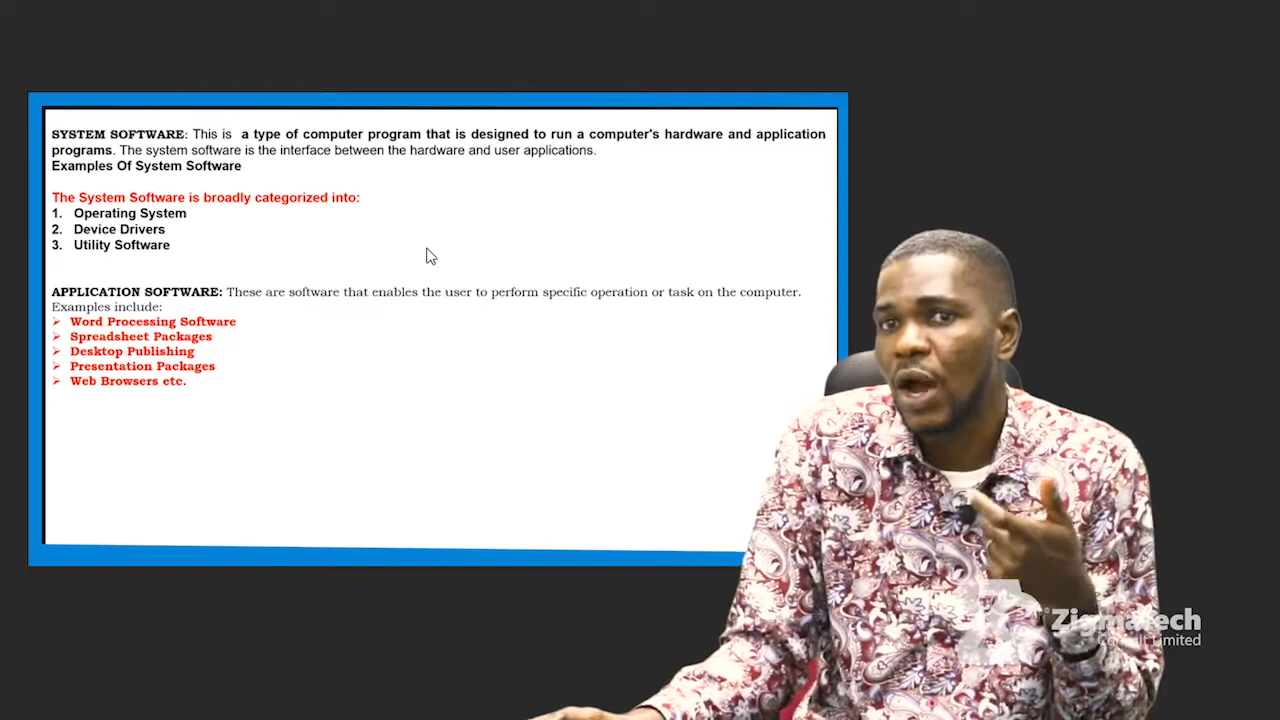 SYSTEM SOFTWARE: This is a type of computer program that is designed to run a computer's hardware and application
programs. The system software is the interface between the hardware and user applications.
Examples Of System Software
The System Software is broadly categorized into:
1. Operating System
2. Device Drivers
3. Utility Software
APPLICATION SOFTWARE: These are software that enables the user to perform specific operation or task on the computer.
Examples include:
➢ Word Processing Software
➢ Spreadsheet Packages
➢ Desktop Publishing
➢ Presentation Packages
➢ Web Browsers etc.
ZigmaTech
Consult Limited